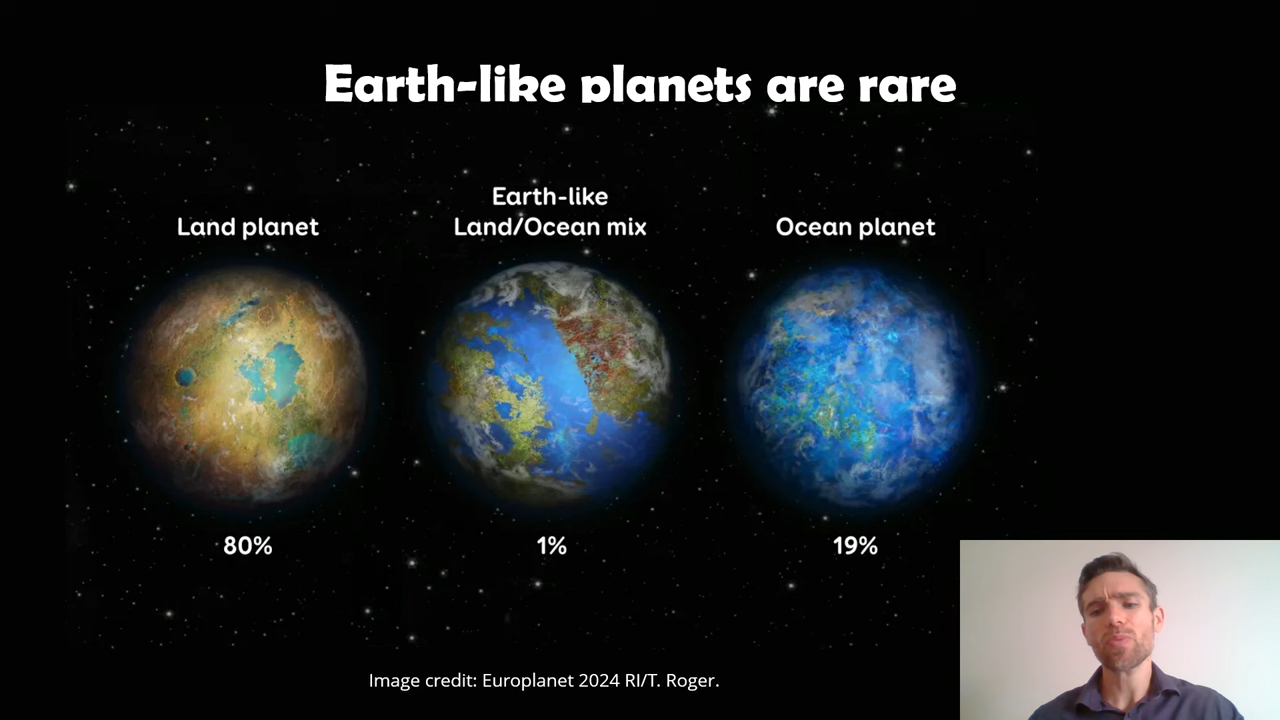 Earth-like planets are rare
Land planet
Earth-like
Land/Ocean mix
Ocean planet
80%
1%
19%
Image credit: Europlanet 2024 RI/T. Roger.